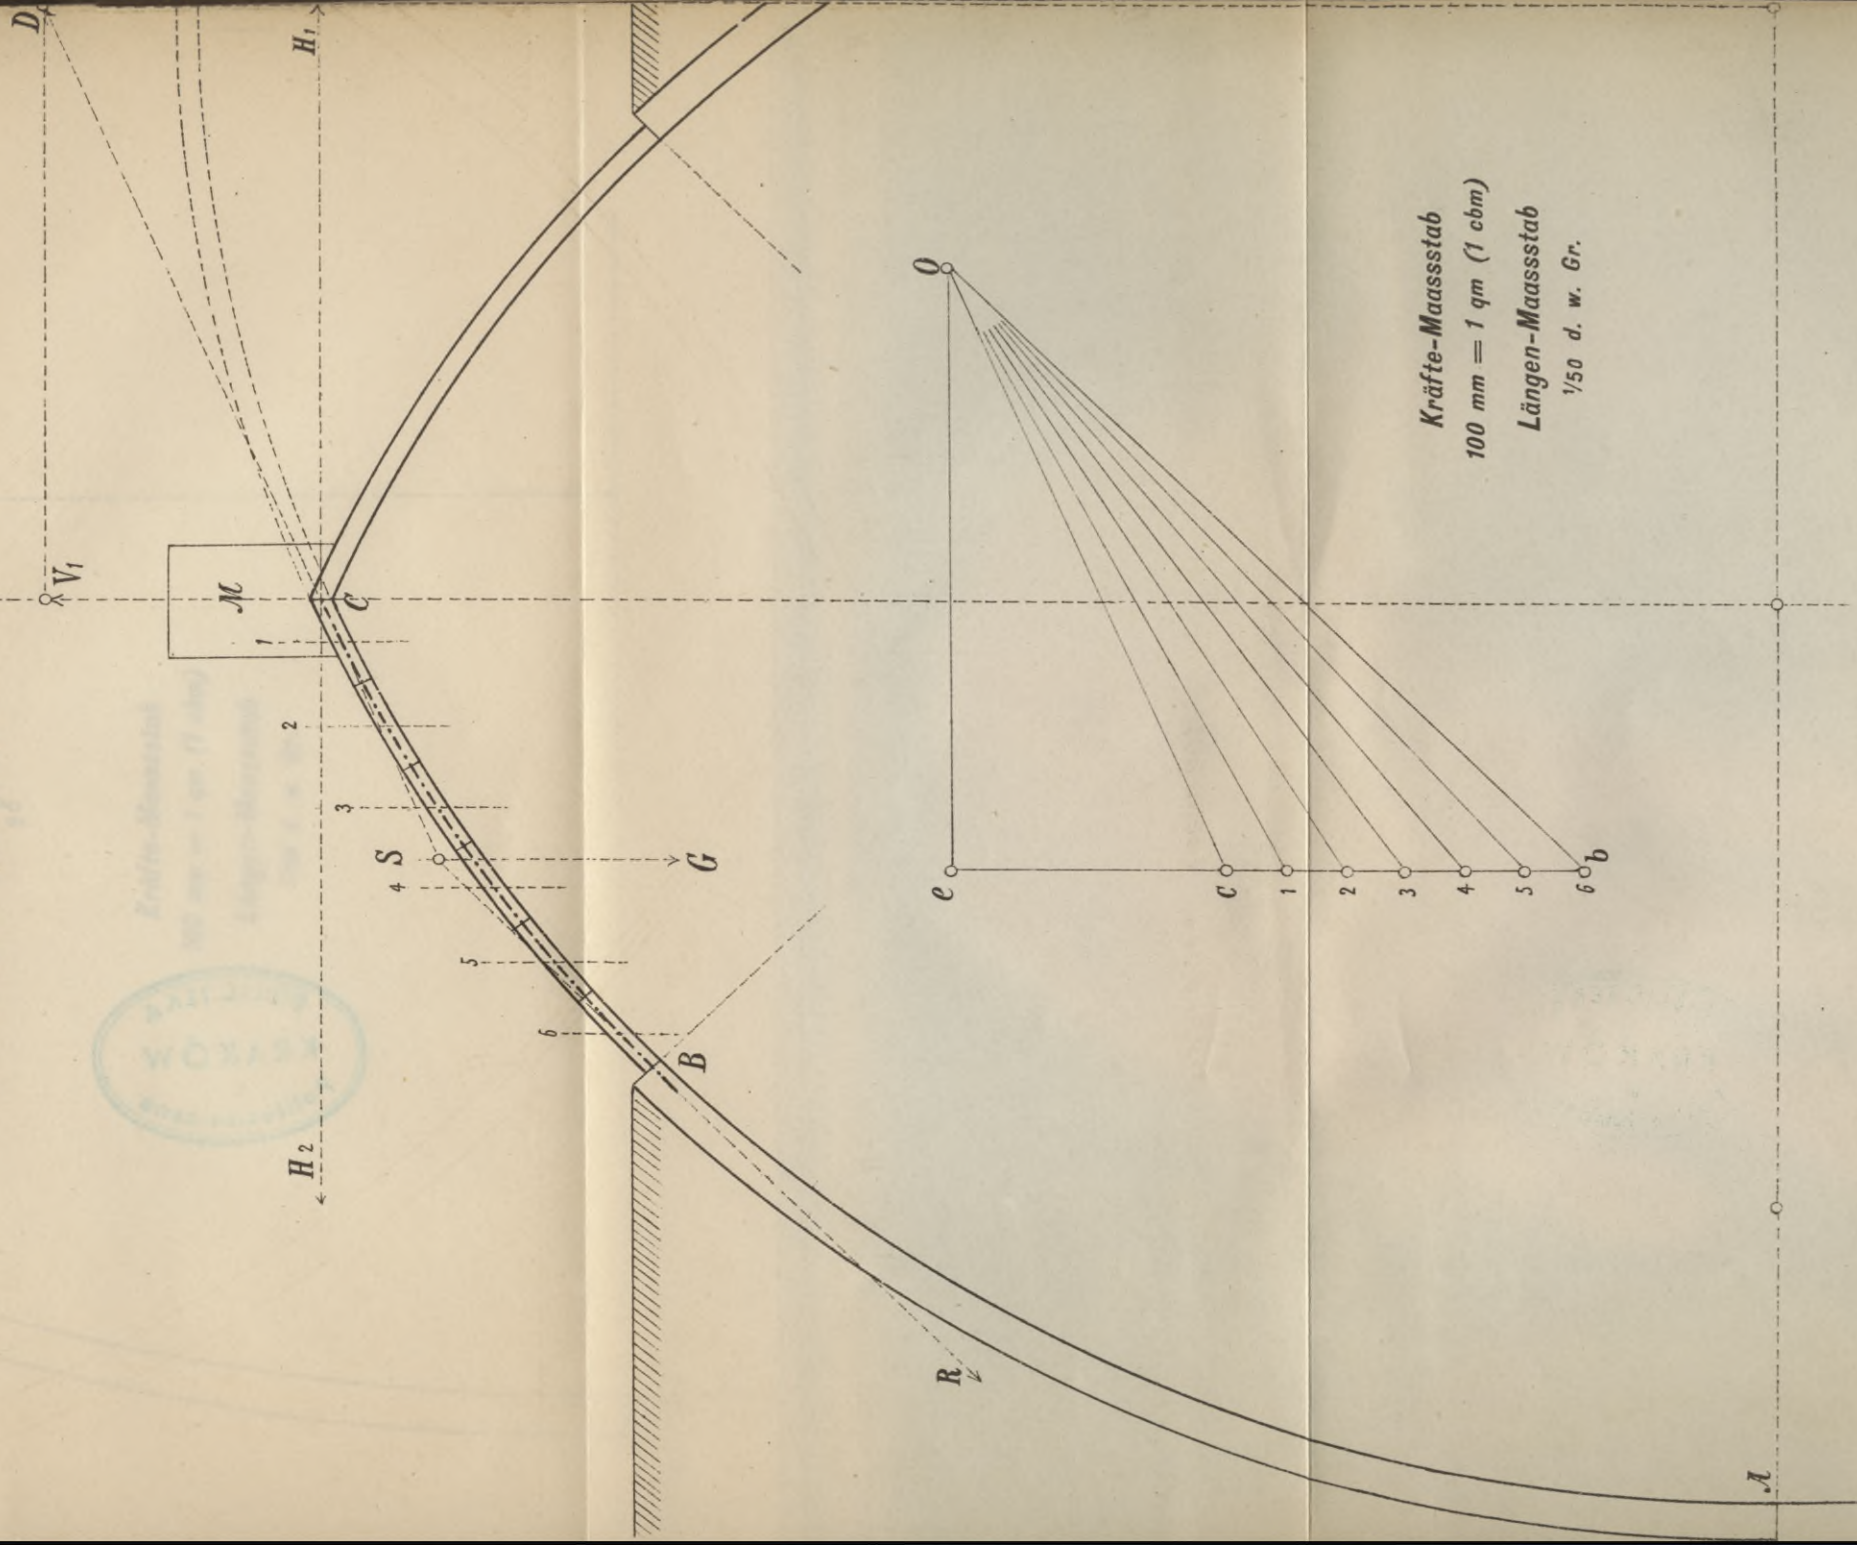 D
V1
H1
M
C
1
2
3
S
4
G
5
6
B
H2
R
O
e
c
1
2
3
4
5
6
b
A
Kräfte-Maassstab
100 mm = 1 qm (1 cbm)
Längen-Maassstab
1/50 d. w. Gr.